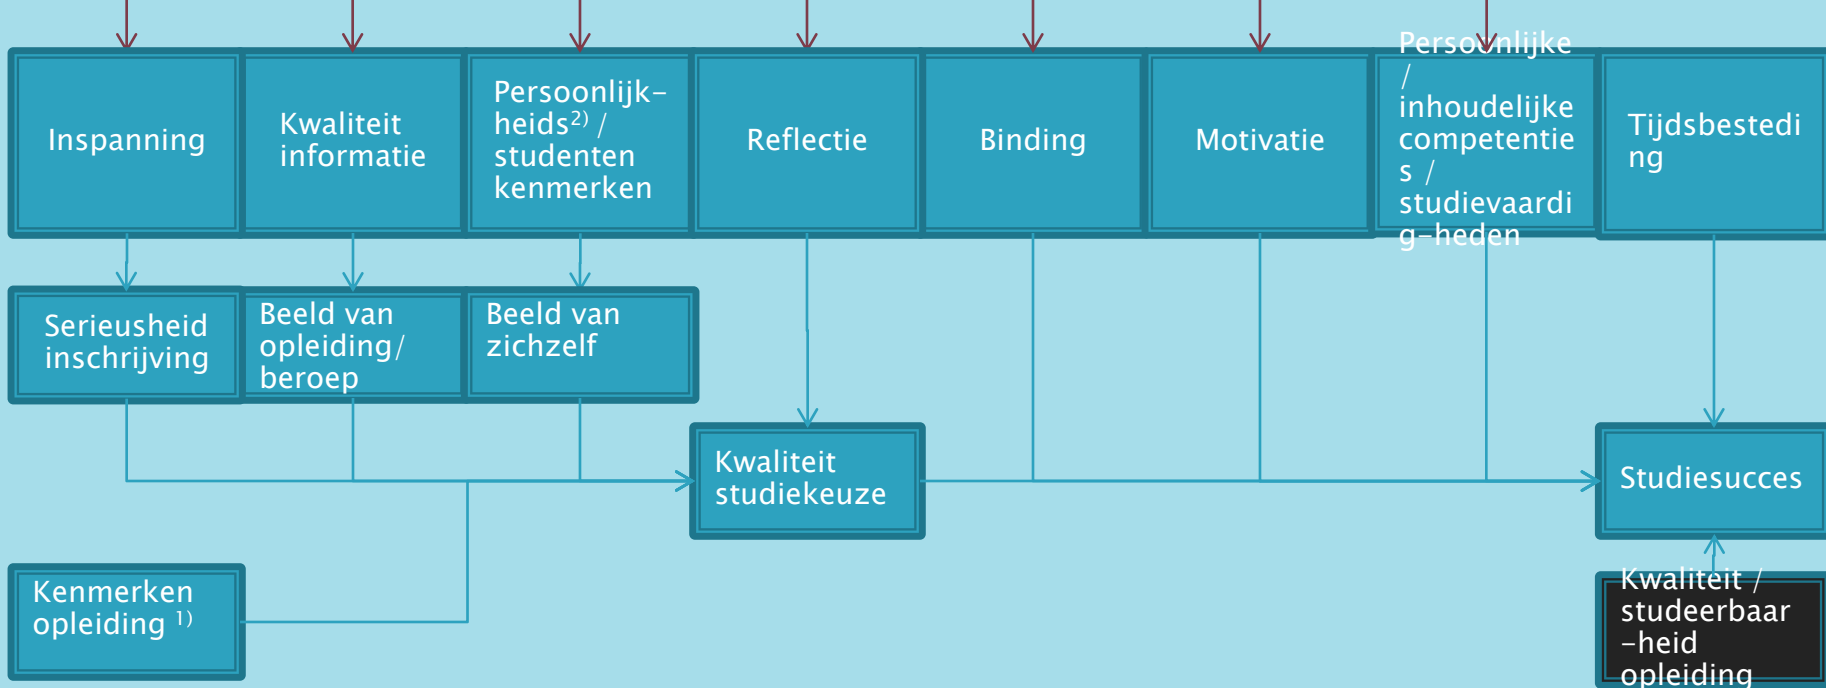 Inspanning
Kwaliteit
informatie
Persoonlijk-
heids2) /
studenten
kenmerken
Reflectie
Binding
Motivatie
Persoonlijke
/
inhoudelijke
competentie
s /
studievaardi
g-heden
Tijdsbestedi
ng
Serieusheid
inschrijving
Beeld van
opleiding/
beroep
Beeld van
zichzelf
Kwaliteit
studiekeuze
Studiesucces
Kenmerken
opleiding 1)
Kwaliteit /
studeerbaar
-heid
opleiding